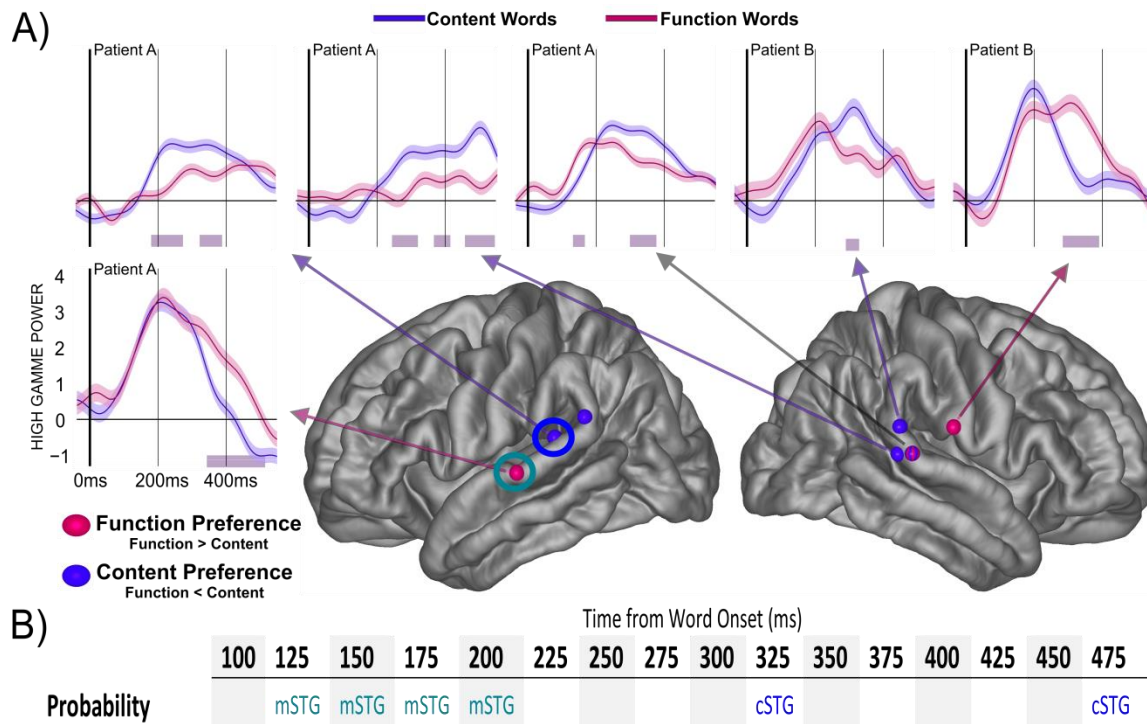 A)
Content Words
Function Words
Patient A
Patient A
Patient A
Patient B
Patient B
Patient A
4
3
2
1
0
−1
HIGH GAMME POWER
0ms
200ms
400ms
Function Preference
Function > Content
Content Preference
Function < Content
B)
Time from Word Onset (ms)
100 125 150 175 200 225 250 275 300 325 350 375 400 425 450 475
Probability mSTG mSTG mSTG mSTG cSTG cSTG